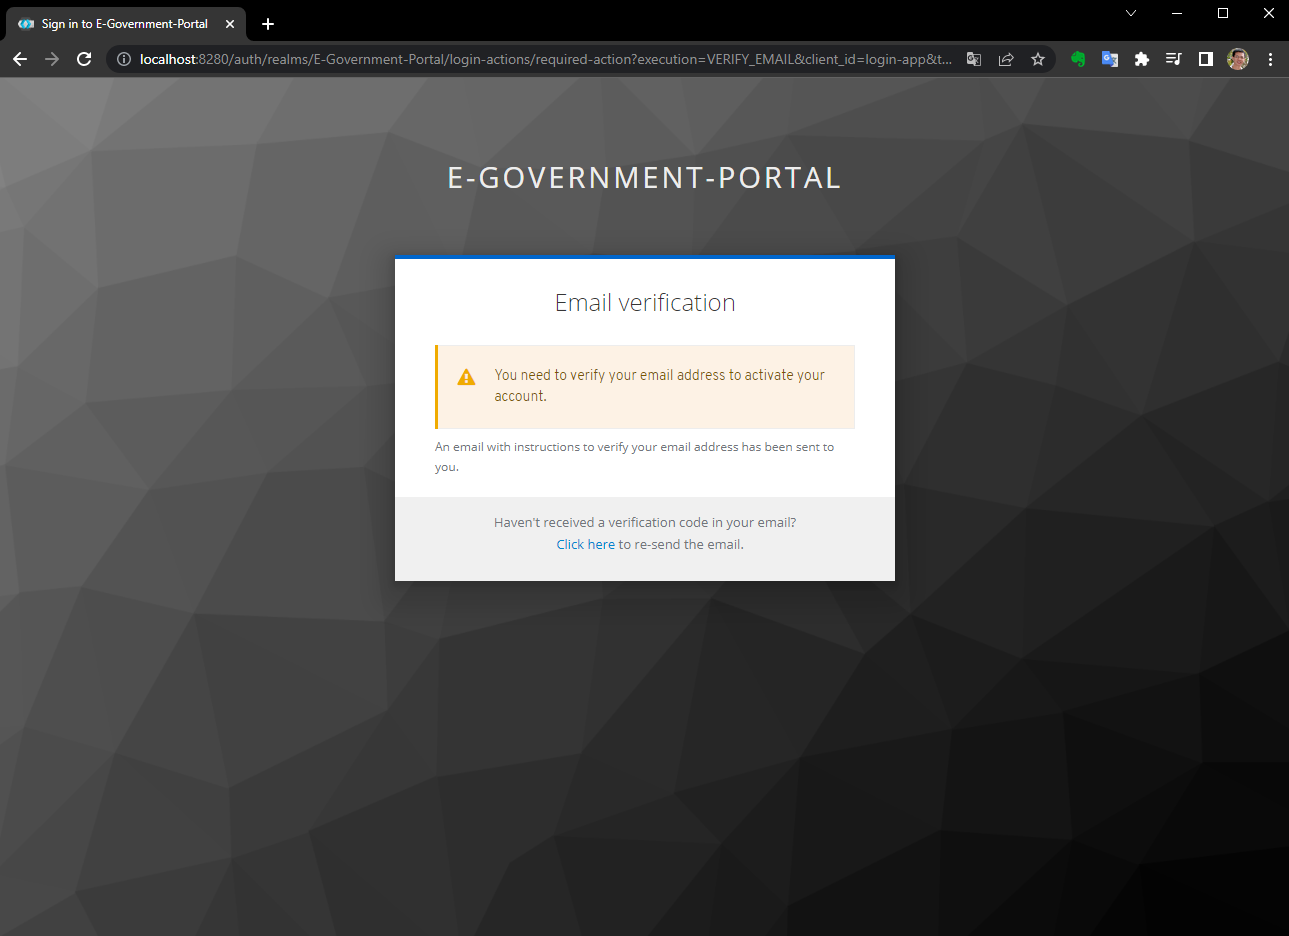 Sign in to E-Government-Portal
localhost:8280/auth/realms/E-Government-Portal/login-actions/required-action?execution=VERIFY_EMAIL&client_id=login-app&t...
E-GOVERNMENT-PORTAL
Email verification
You need to verify your email address to activate your
account.
An email with instructions to verify your email address has been sent to
you.
Haven't received a verification code in your email?
Click here to re-send the email.